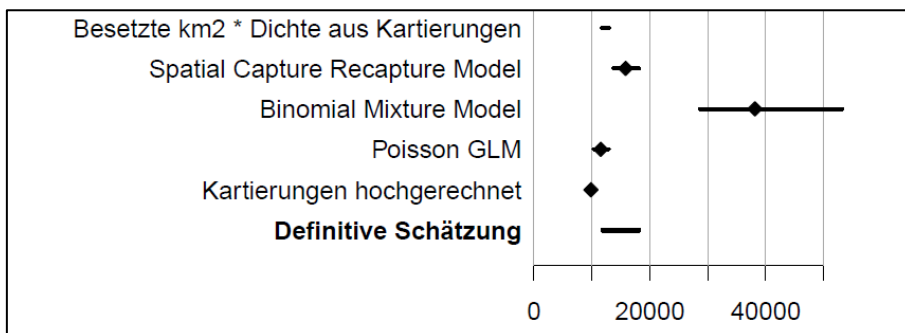 Besetzte km2 * Dichte aus Kartierungen
Spatial Capture Recapture Model
Binomial Mixture Model
Poisson GLM
Kartierungen hochgerechnet
Definitive Schätzung
0 20000 40000